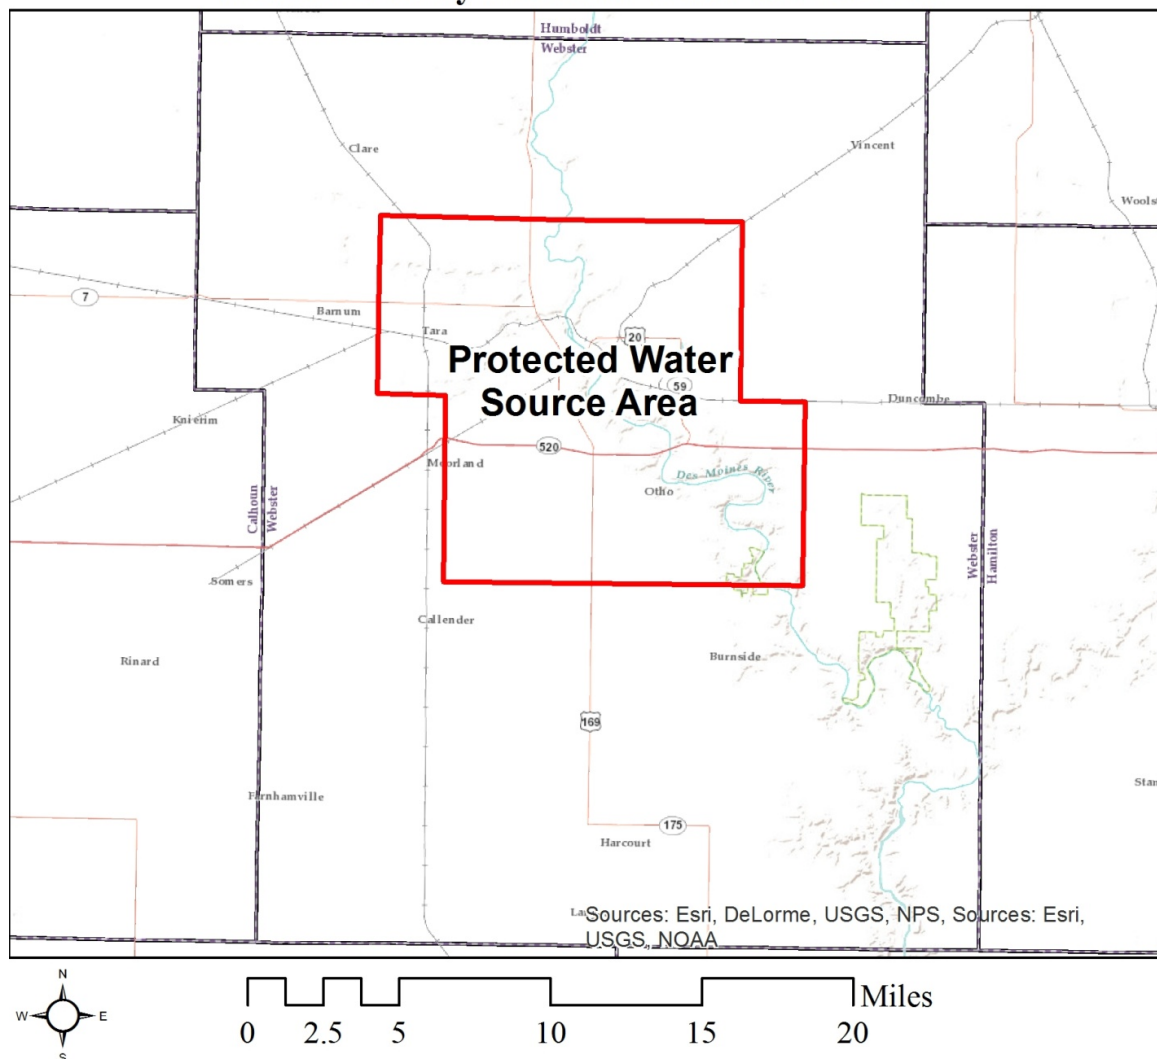 Humboldt
Webster
Clare
Vincent
7
Barnum
Tara
20
Protected Water
Source Area
59
Duncombe
Knierim
520
Moorland
Des Moines River
Otho
Calhoun
Webster
Webster
Hamilton
Somers
Callender
Burnside
Rinard
169
Farnhamville
175
Harcourt
Sources: Esri, DeLorme, USGS, NPS, Sources: Esri,
USGS, NOAA
N
W E
S
Miles
0 2.5 5 10 15 20